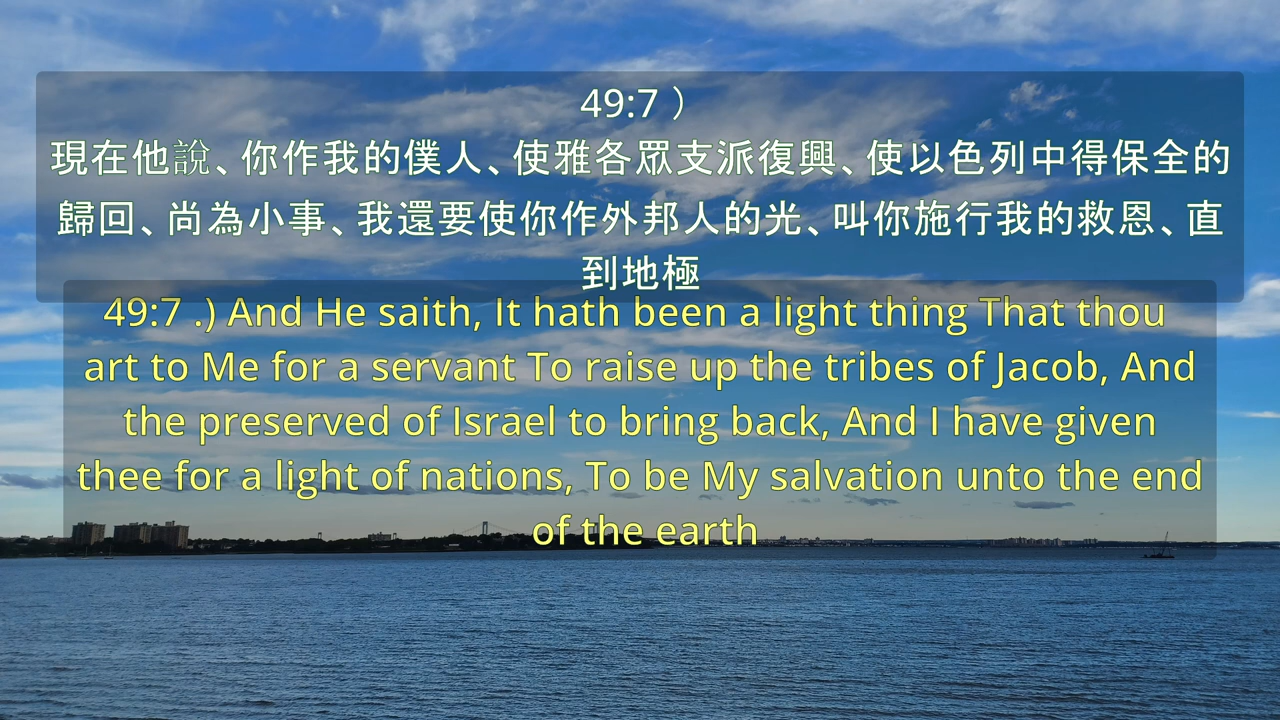 49:7 ）
現在他說、你作我的僕人、使雅各眾支派復興、使以色列中得保全的
歸回、尚為小事、我還要使你作外邦人的光、叫你施行我的救恩、直
到地極
49:7 .) And He saith, It hath been a light thing That thou
art to Me for a servant To raise up the tribes of Jacob, And
the preserved of Israel to bring back, And I have given
thee for a light of nations, To be My salvation unto the end
of the earth